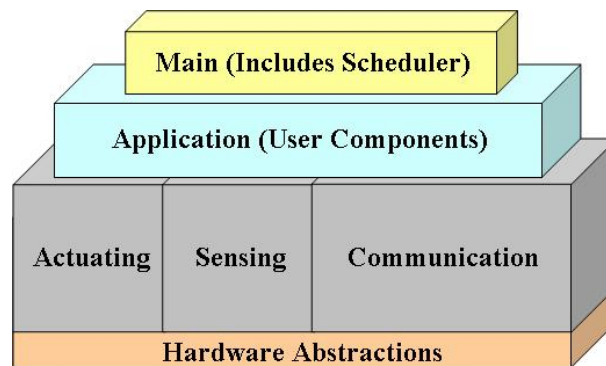 Main (Includes Scheduler)
Application (User Components)
Actuating Sensing Communication
Hardware Abstractions